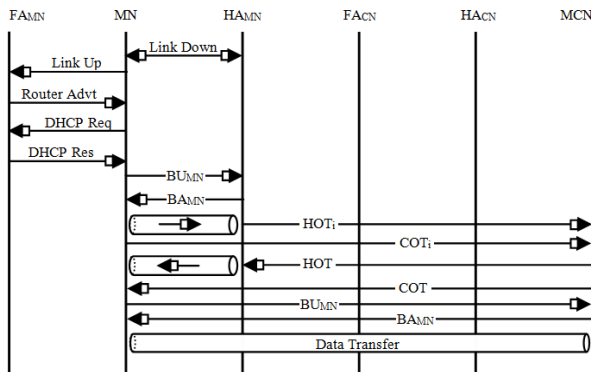 FAMN MN HAMN FACN HACN MCN
Link Down
Link Up
Router Advt
DHCP Req
DHCP Res
BUMN
BAMN
HOTi
COTi
HOT
COT
BUMN
BAMN
Data Transfer